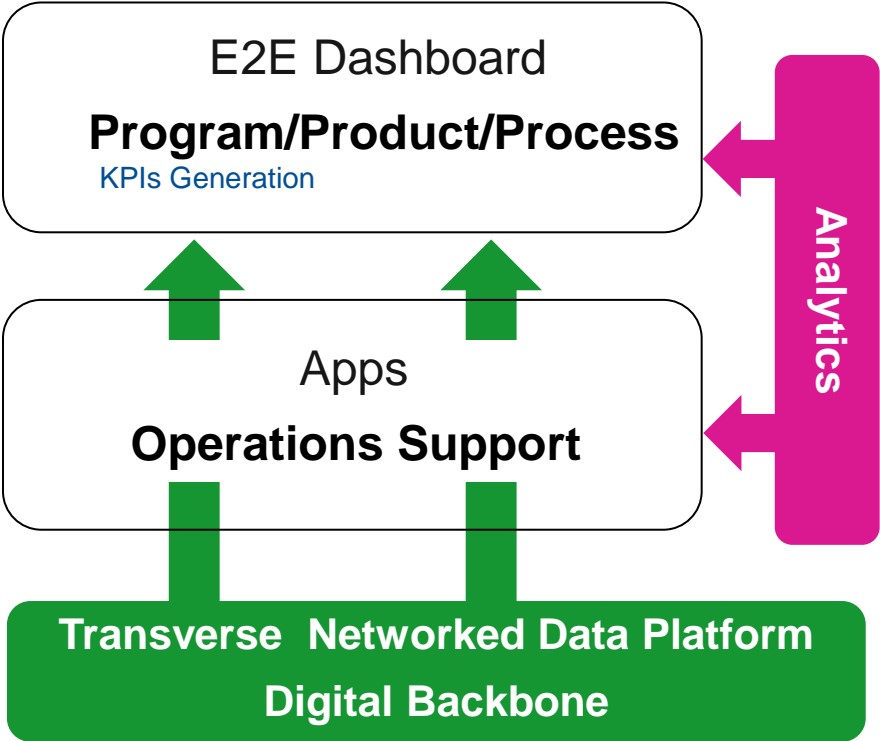 E2E Dashboard
Program/Product/Process
KPIs Generation
Analytics
Apps
Operations Support
Transverse Networked Data Platform
Digital Backbone